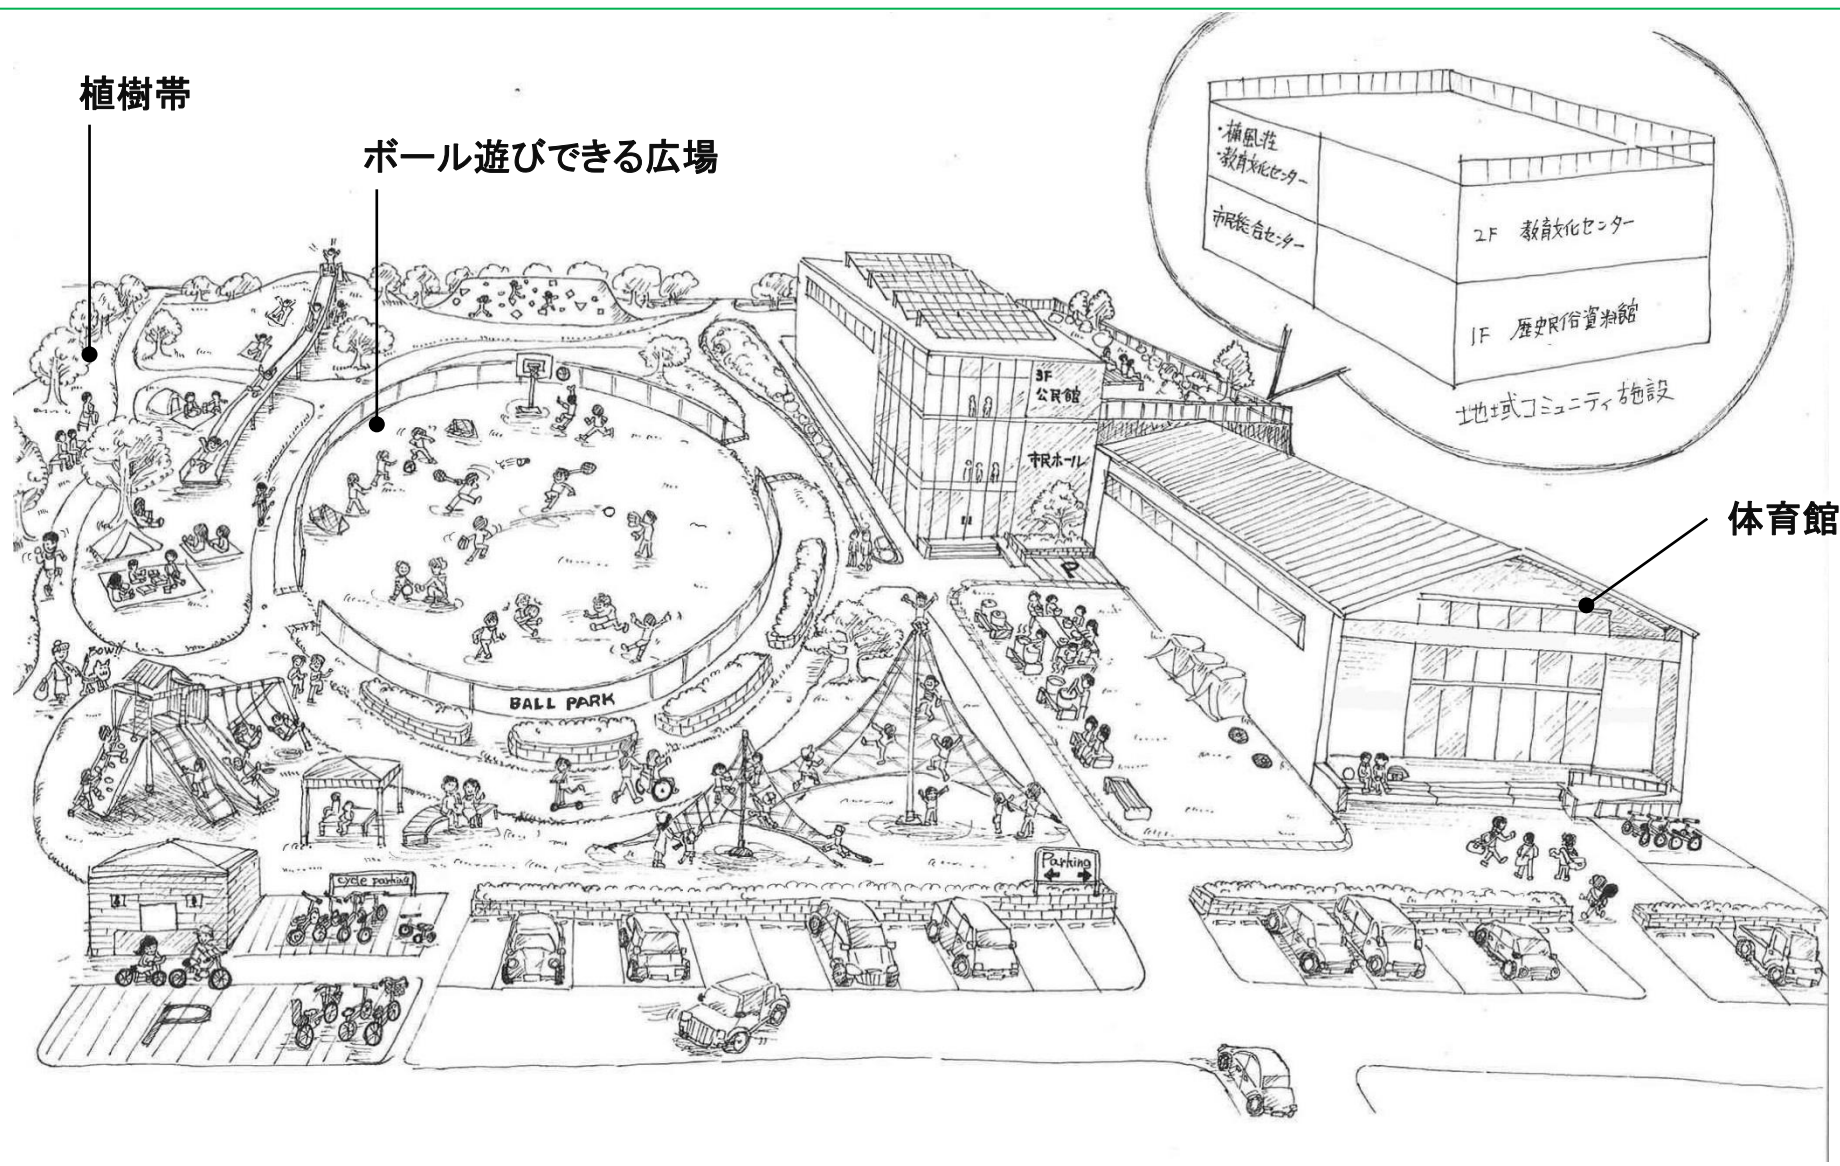 植樹帯
ボール遊びできる広場
・楠風荘
・教育文化センター
市民総合センター
2F 教育文化センター
1F 歴史民俗資料館
地域コミュニティ施設
3F
公民館
市民ホール
体育館
P
BOW!!
BALL PARK
Parking
cycle parking
P